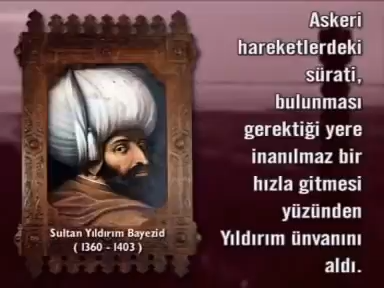 Askeri
hareketlerdeki
sürati,
bulunması
gerektiği yere
inanılmaz bir
hızla gitmesi
yüzünden
Yıldırım ünvanını
aldı.
Sultan Yıldırım Bayezid
( 1360 - 1403 )